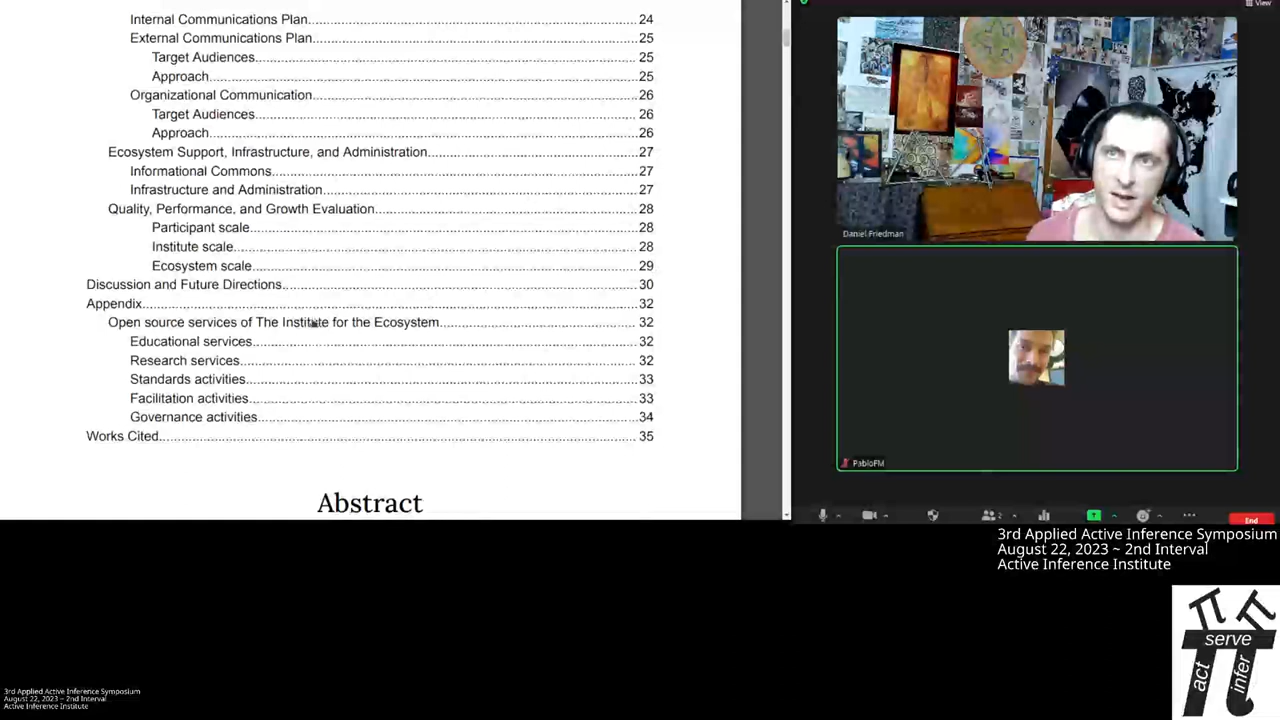 Internal Communications Plan 24
External Communications Plan 25
Target Audiences 25
Approach 25
Organizational Communication 26
Target Audiences 26
Approach 26
Ecosystem Support, Infrastructure, and Administration 27
Informational Commons 27
Infrastructure and Administration 27
Quality, Performance, and Growth Evaluation 28
Participant scale 28
Institute scale 28
Ecosystem scale 29
Discussion and Future Directions 30
Appendix 32
Open source services of The Institute for the Ecosystem 32
Educational services 32
Research services 32
Standards activities 33
Facilitation activities 33
Governance activities 34
Works Cited 35
Abstract
View
Daniel Friedman
PabloFM
2
End
3rd Applied Active Inference Symposium
August 22, 2023 ~ 2nd Interval
Active Inference Institute
serve
act
infer
3rd Applied Active Inference Symposium
August 22, 2023 ~ 2nd Interval
Active Inference Institute